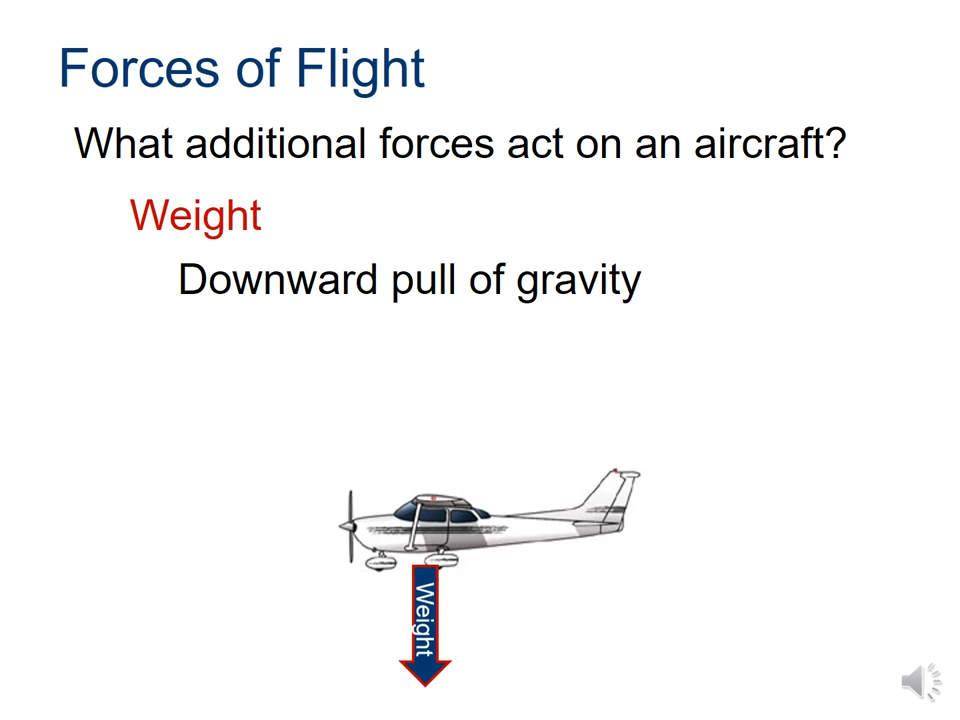 Forces of Flight
What additional forces act on an aircraft?
Weight
Downward pull of gravity
Weight